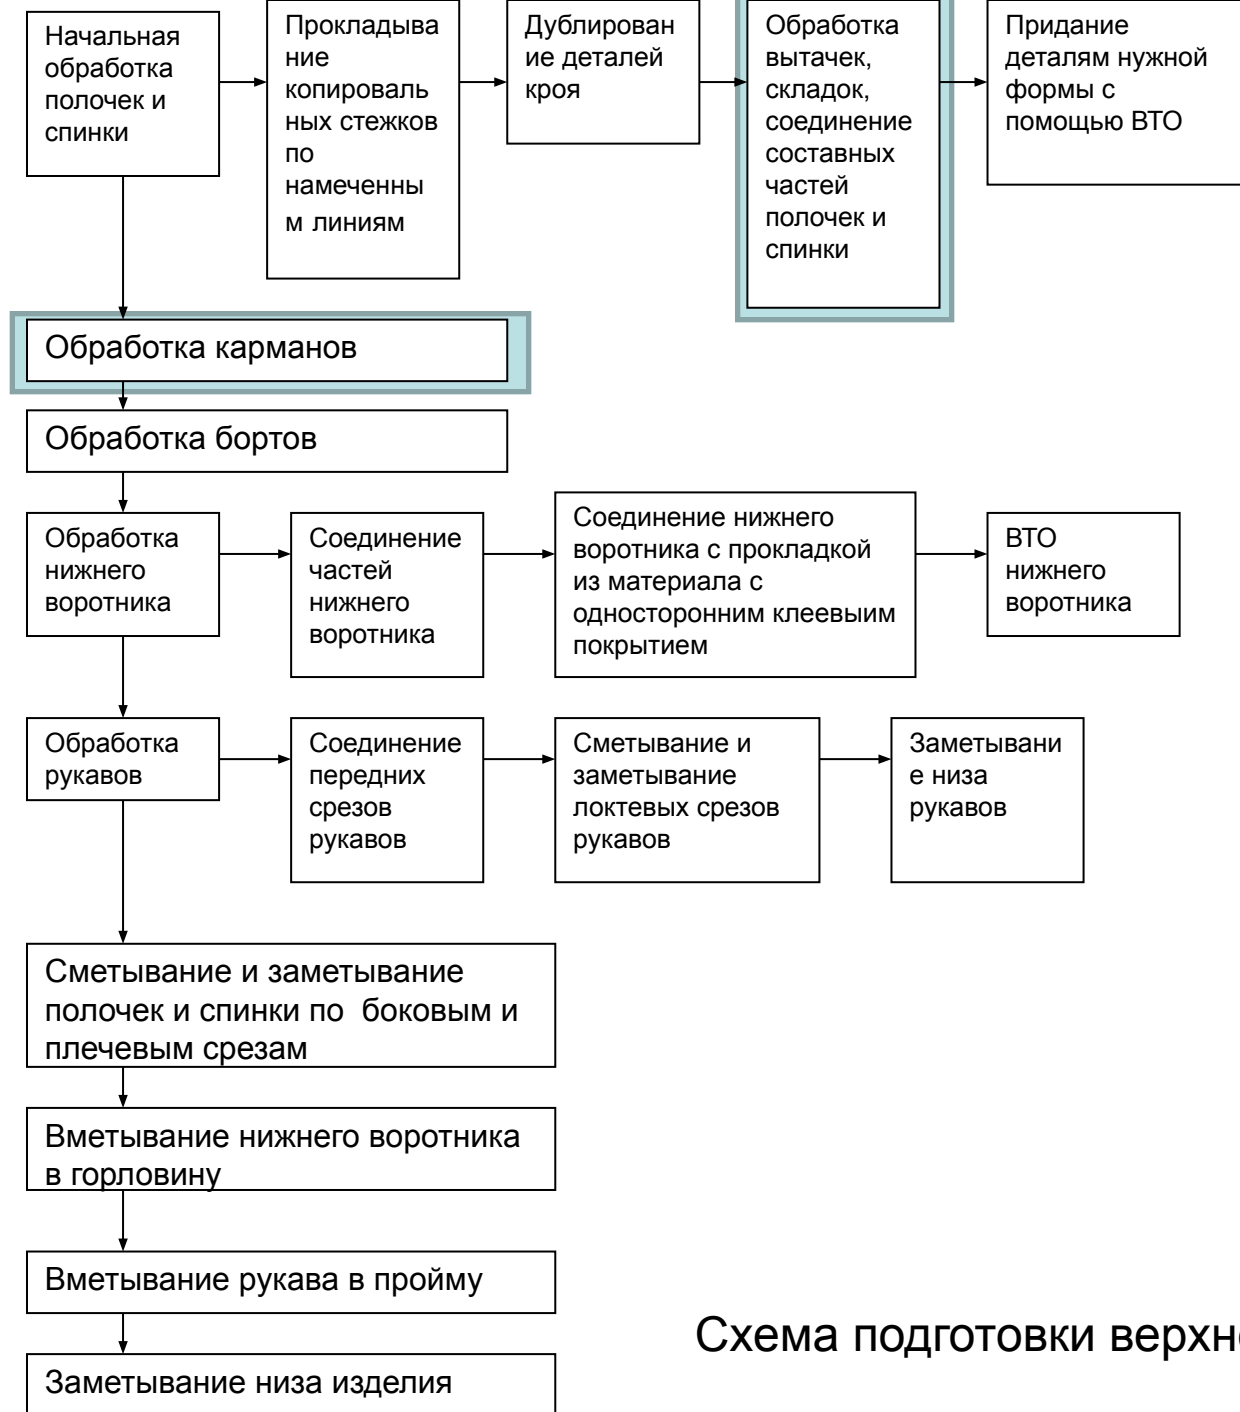 Начальная
обработка
полочек и
спинки
Прокладыва
ние
копироваль
ных стежков
по
намеченны
м линиям
Дублирован
ие деталей
кроя
Обработка
вытачек,
складок,
соединение
составных
частей
полочек и
спинки
Придание
деталям нужной
формы с
помощью ВТО
Обработка карманов
Обработка бортов
Обработка
нижнего
воротника
Соединение
частей
нижнего
воротника
Соединение нижнего
воротника с прокладкой
из материала с
односторонним клеевыим
покрытием
ВТО
нижнего
воротника
Обработка
рукавов
Соединение
передних
срезов
рукавов
Сметывание и
заметывание
локтевых срезов
рукавов
Заметывани
е низа
рукавов
Сметывание и заметывание
полочек и спинки по  боковым и
плечевым срезам
Вметывание нижнего воротника
в горловину
Вметывание рукава в пройму
Схема подготовки верхн
Заметывание низа изделия